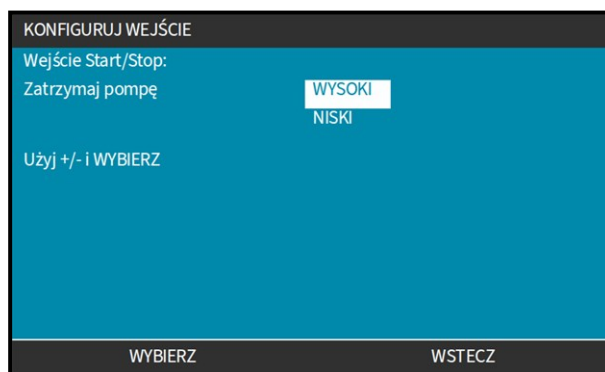 KONFIGURUJ WEJŚCIE
Wejście Start/Stop:
Zatrzymaj pompę WYSOKI
NISKI
Użyj +/- i WYBIERZ
WYBIERZ WSTECZ